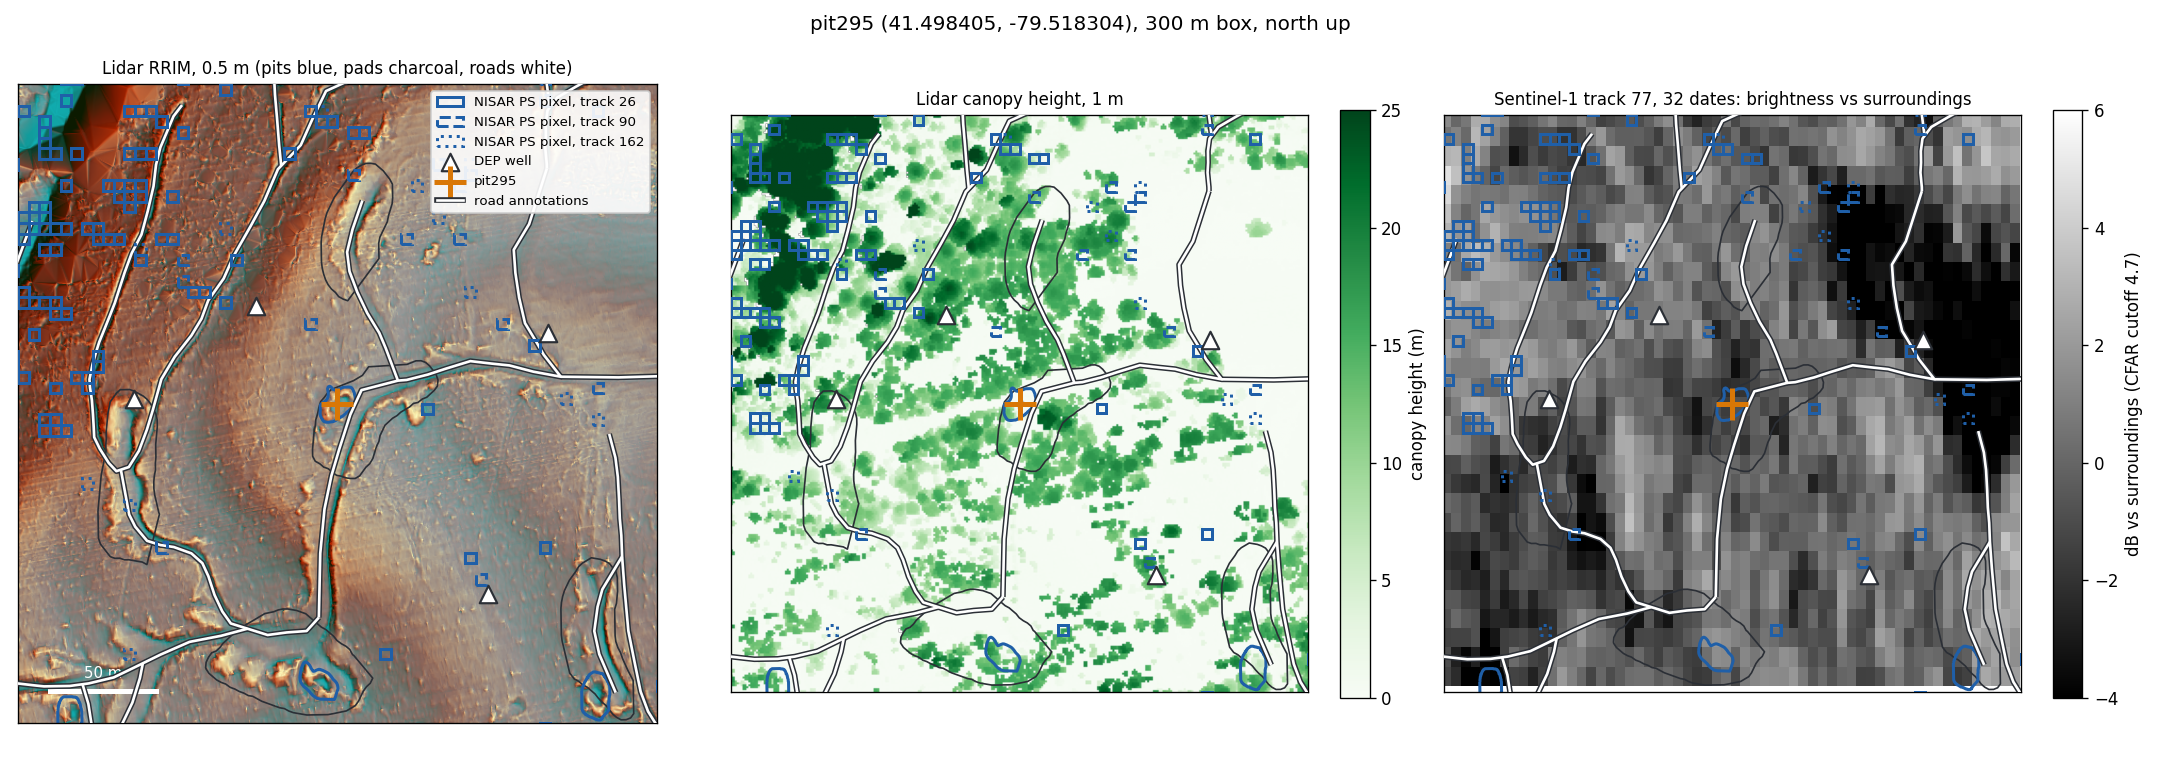 pit295 (41.498405, -79.518304), 300 m box, north up
Lidar RRIM, 0.5 m (pits blue, pads charcoal, roads white)
NISAR PS pixel, track 26
NISAR PS pixel, track 90
NISAR PS pixel, track 162
DEP well
pit295
road annotations
50 m
Lidar canopy height, 1 m
25
20
15
10
5
0
canopy height (m)
Sentinel-1 track 77, 32 dates: brightness vs surroundings
6
4
2
0
−2
−4
dB vs surroundings (CFAR cutoff 4.7)